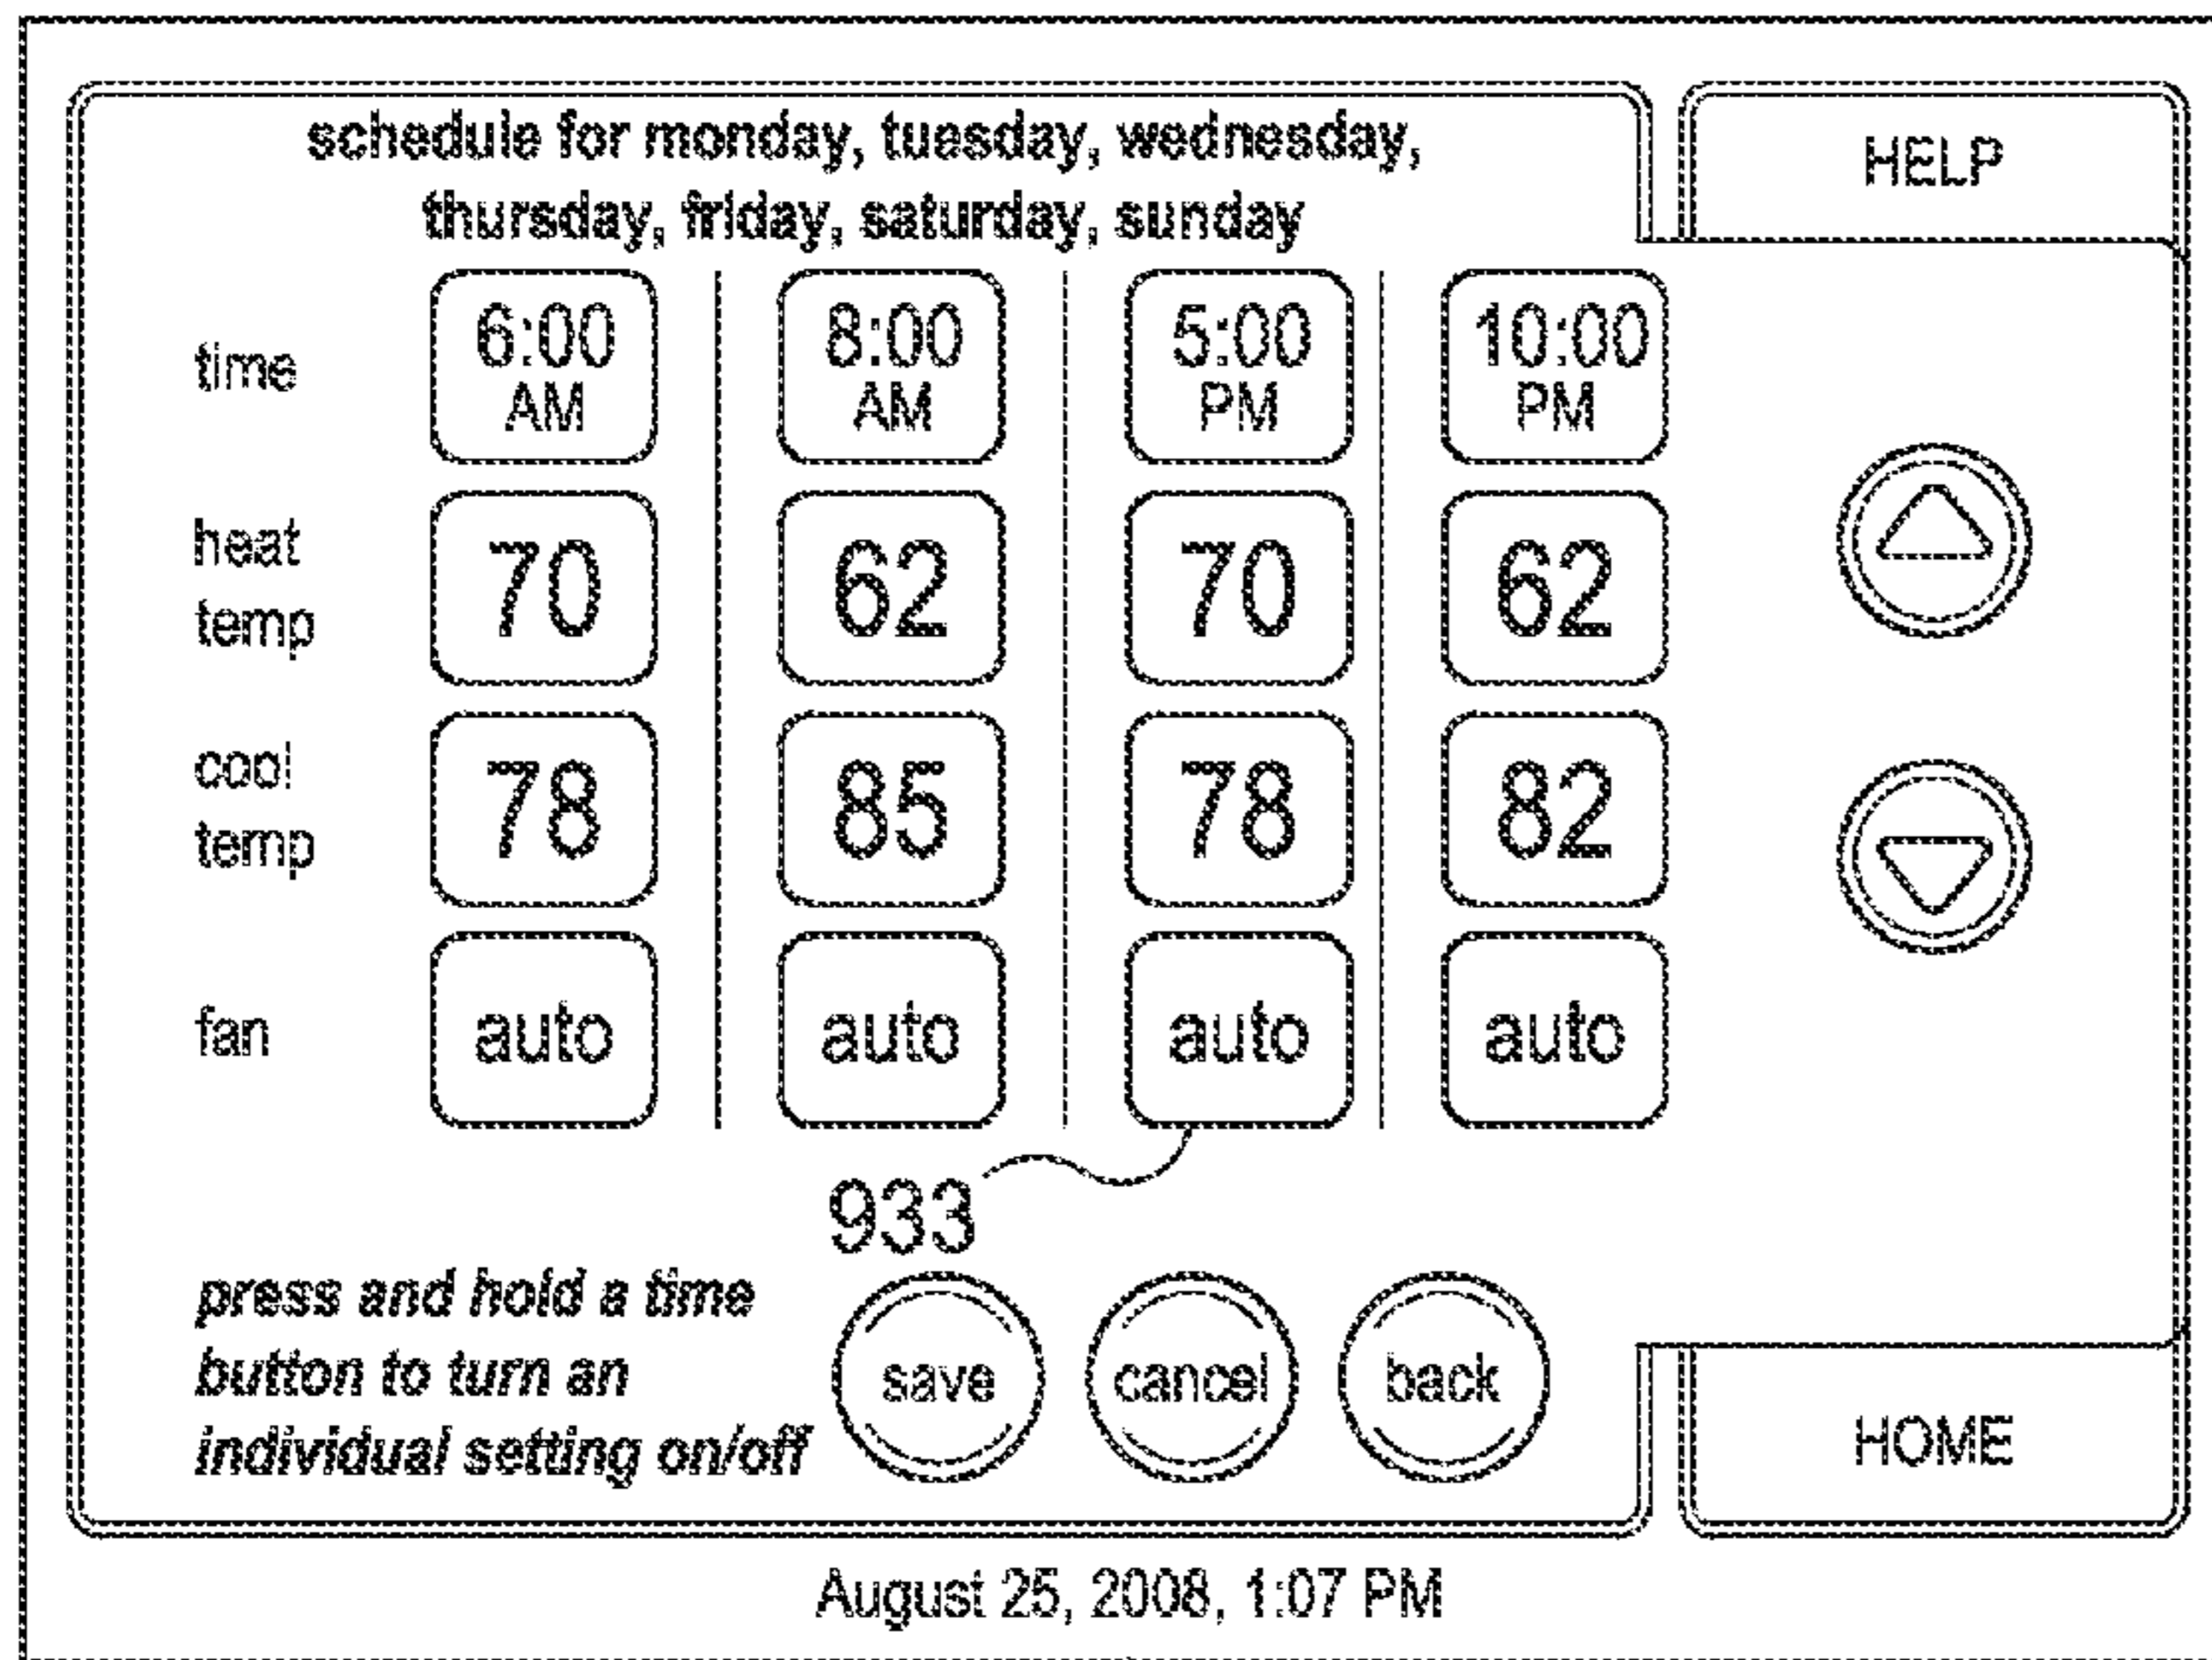 schedule for monday, tuesday, wednesday,
thursday, friday, saturday, sunday
HELP
time
6:00 AM
8:00 AM
5:00 PM
10:00 PM
heat temp
70
62
70
62
cool temp
78
85
78
82
fan
auto
auto
auto
auto
933
press and hold a time
button to turn an
individual setting on/off
save
cancel
back
HOME
August 25, 2008, 1:07 PM